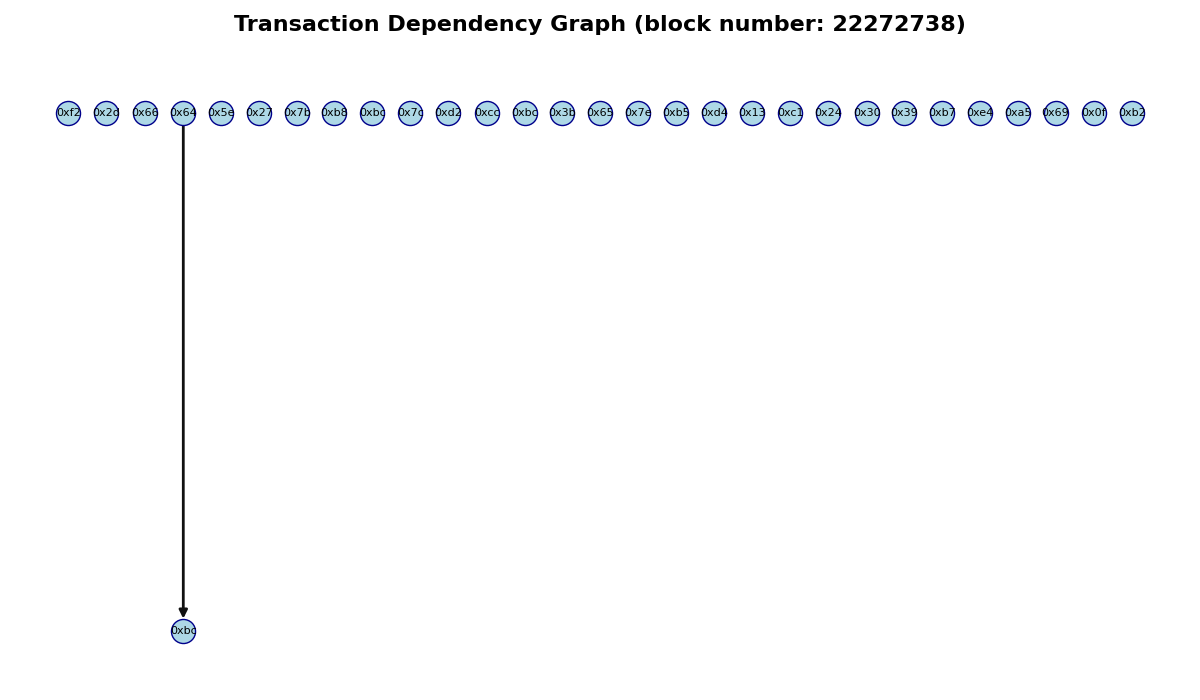 Transaction Dependency Graph (block number: 22272738)
0xf2 0x2d 0x66 0x64 0x5e 0x27 0x7b 0xb8 0xbc 0x7c 0xd2 0xcc 0xbc 0x3b 0x65 0x7e 0xb5 0xd4 0x13 0xc1 0x24 0x30 0x39 0xb7 0xe4 0xa5 0x69 0x0f 0xb2
0xbc